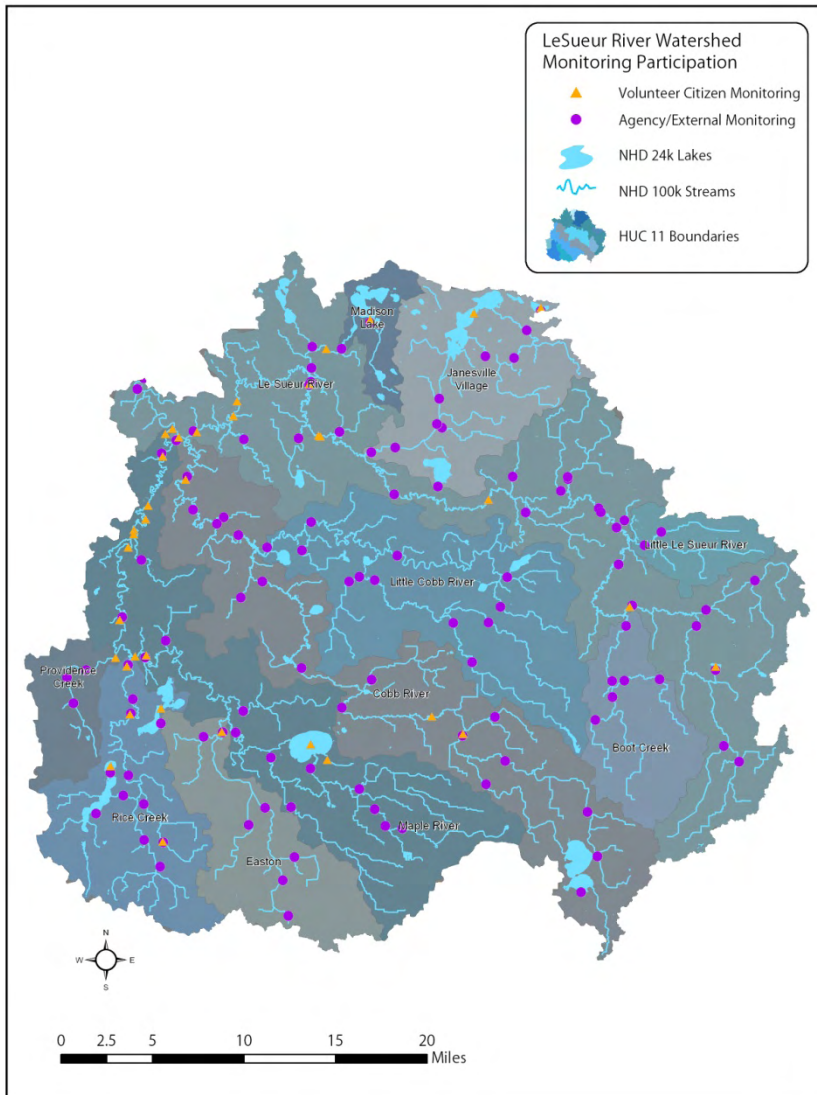 LeSueur River Watershed
Monitoring Participation
Volunteer Citizen Monitoring
Agency/External Monitoring
NHD 24k Lakes
NHD 100k Streams
HUC 11 Boundaries
Madison
Lake
Janesville
Village
Le Sueur River
Little Le Sueur River
Little Cobb River
Providence
Creek
Cobb River
Boot Creek
Rice Creek
Maple River
Easton
N
W E
S
0 2.5 5 10 15 20
Miles